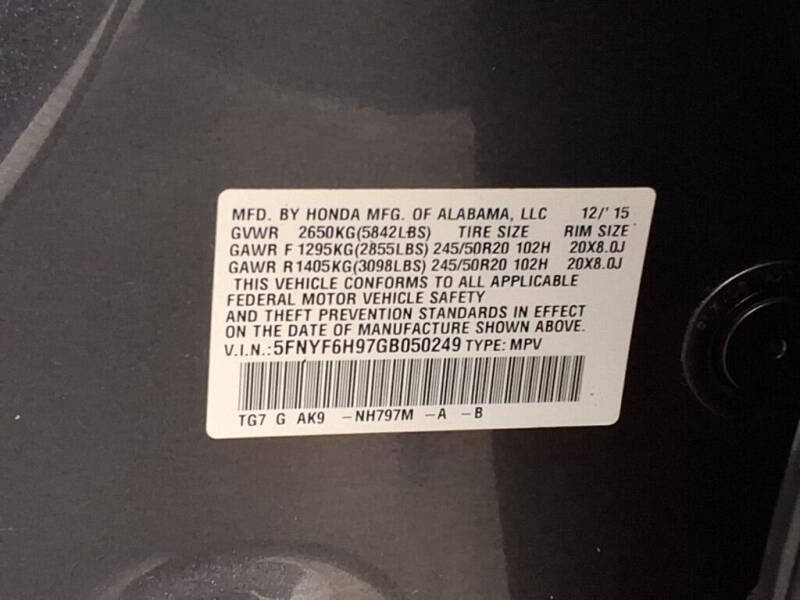 MFD. BY HONDA MFG. OF ALABAMA, LLC 12/'15
GVWR 2650KG(5842LBS) TIRE SIZE RIM SIZE
GAWR F 1295KG(2855LBS) 245/50R20 102H 20X8.0J
GAWR R 1405KG(3098LBS) 245/50R20 102H 20X8.0J
THIS VEHICLE CONFORMS TO ALL APPLICABLE
FEDERAL MOTOR VEHICLE SAFETY
AND THEFT PREVENTION STANDARDS IN EFFECT
ON THE DATE OF MANUFACTURE SHOWN ABOVE.
V.I.N.: 5FNYF6H97GB050249 TYPE: MPV
TG7 G AK9 -NH797M -A -B